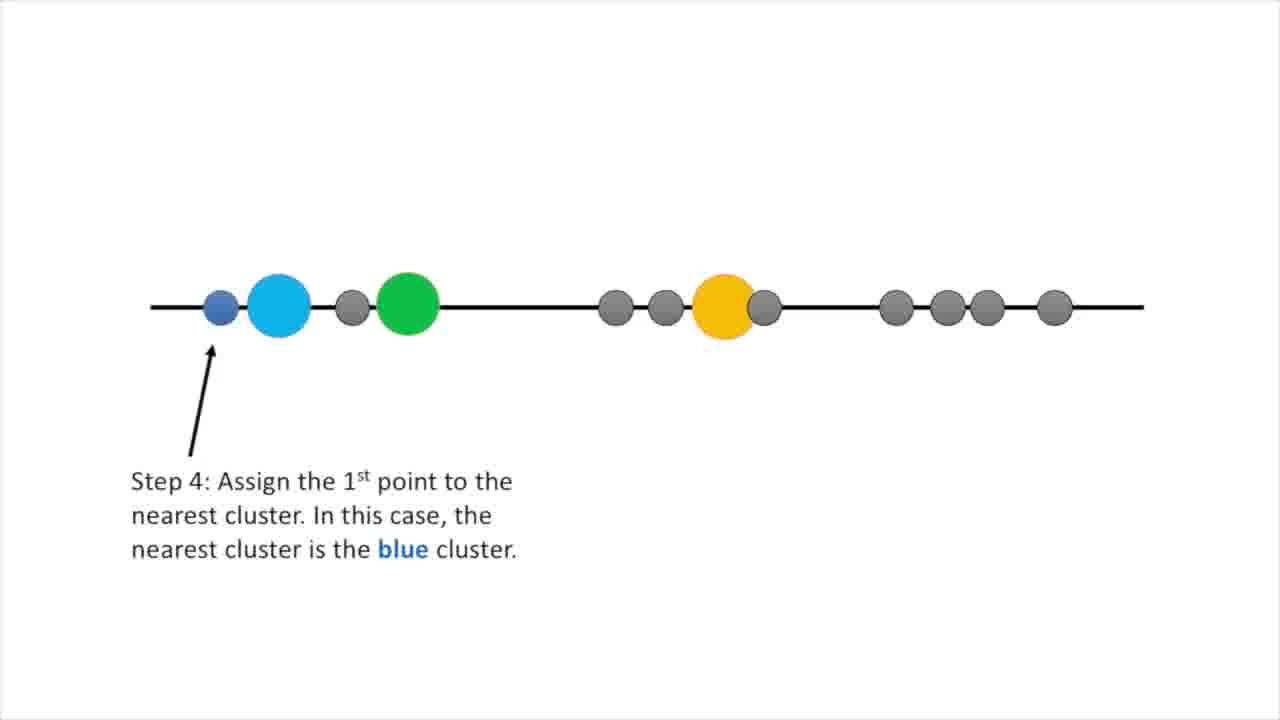 Step 4: Assign the 1st point to the
nearest cluster. In this case, the
nearest cluster is the blue cluster.